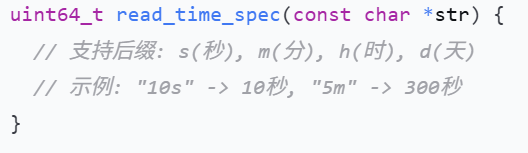 uint64_t read_time_spec(const char *str) {
// 支持后缀: s(秒), m(分), h(时), d(天)
// 示例: "10s" -> 10秒, "5m" -> 300秒
}